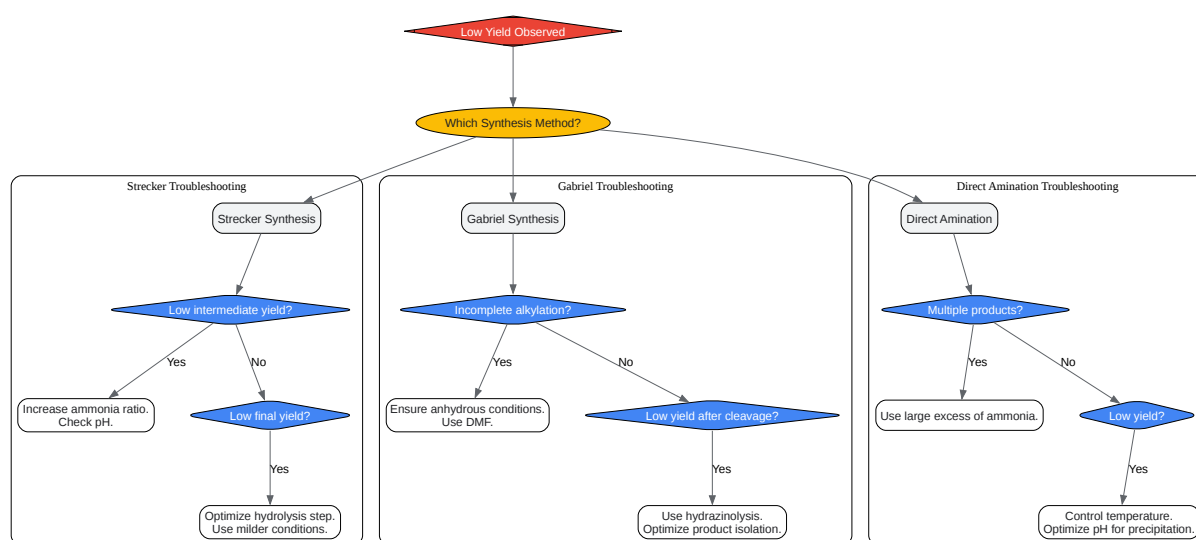 Low Yield Observed
Which Synthesis Method?
Strecker Troubleshooting
Strecker Synthesis
Low intermediate yield?
Yes
No
Increase ammonia ratio.
Check pH.
Low final yield?
Yes
Optimize hydrolysis step.
Use milder conditions.
Gabriel Troubleshooting
Gabriel Synthesis
Incomplete alkylation?
Yes
No
Ensure anhydrous conditions.
Use DMF.
Low yield after cleavage?
Yes
Use hydrazinolysis.
Optimize product isolation.
Direct Amination Troubleshooting
Direct Amination
Multiple products?
Yes
No
Use large excess of ammonia.
Low yield?
Yes
Control temperature.
Optimize pH for precipitation.